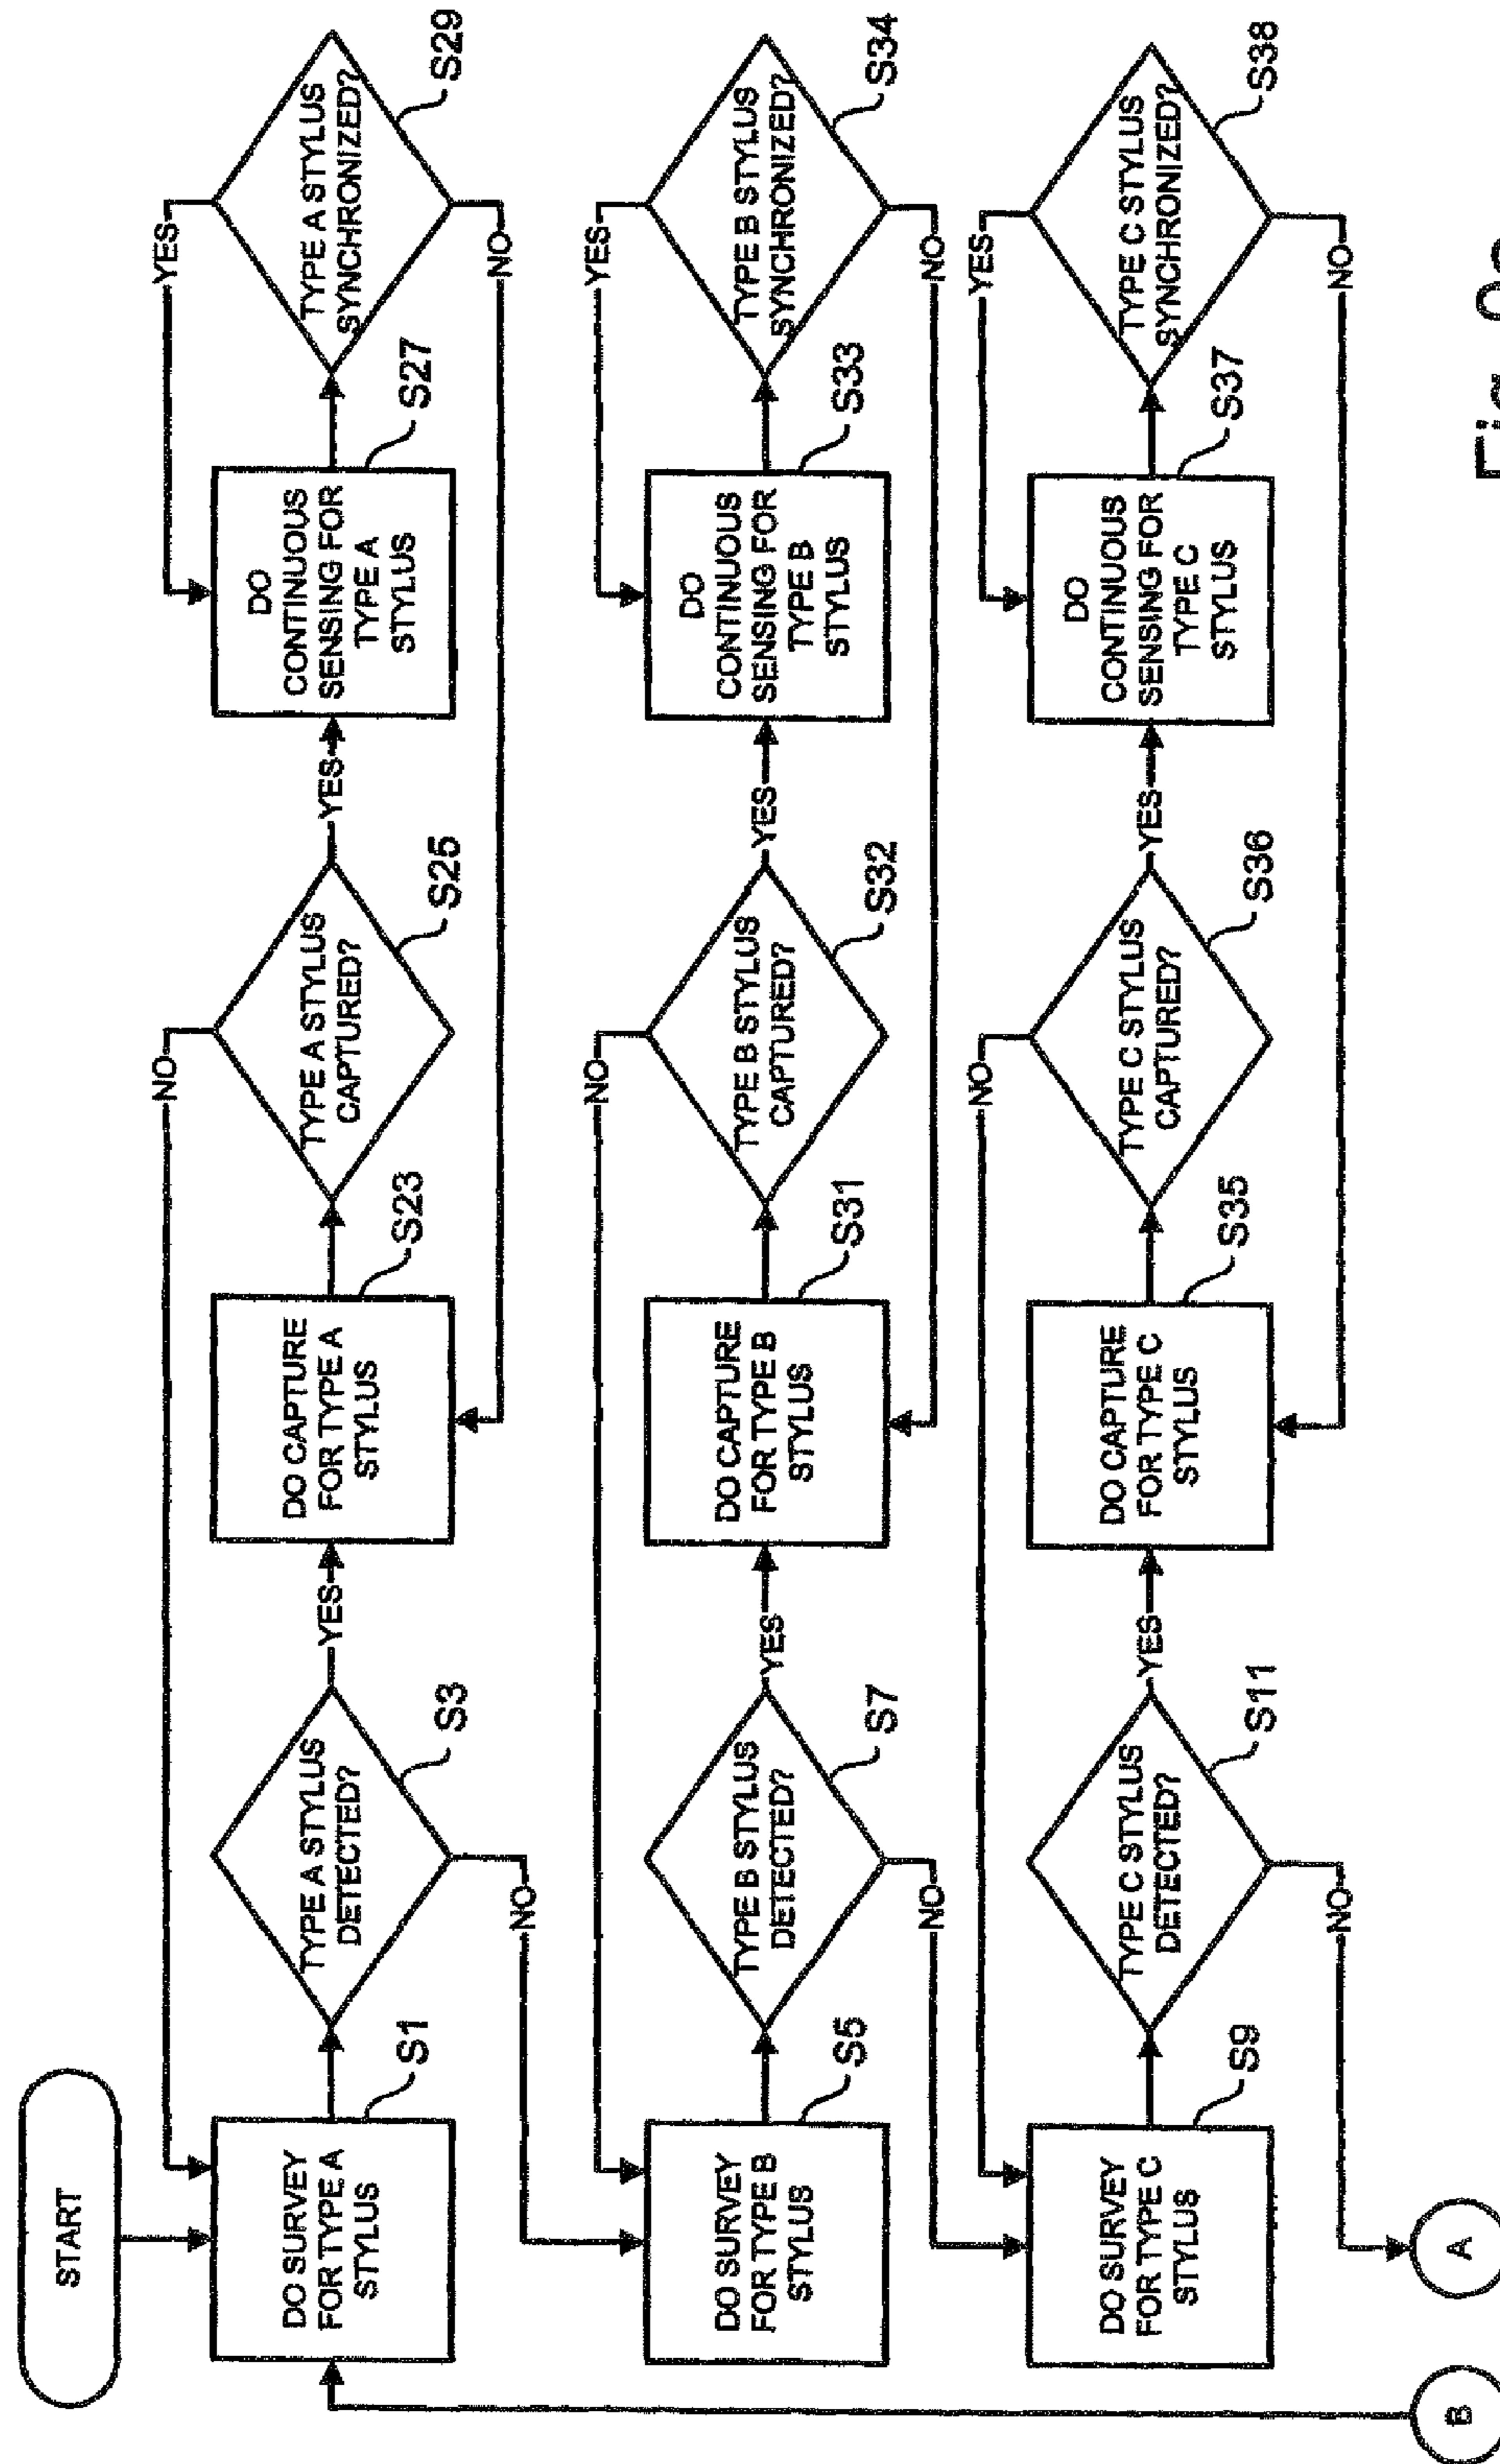 START
DO SURVEY
FOR TYPE A
STYLUS
S1
TYPE A STYLUS
DETECTED?
S3
YES
NO
DO CAPTURE
FOR TYPE A
STYLUS
S23
TYPE A STYLUS
CAPTURED?
S25
NO
YES
DO
CONTINUOUS
SENSING FOR
TYPE A
STYLUS
S27
TYPE A STYLUS
SYNCHRONIZED?
S29
YES
NO
DO SURVEY
FOR TYPE B
STYLUS
S5
TYPE B STYLUS
DETECTED?
S7
YES
NO
DO CAPTURE
FOR TYPE B
STYLUS
S31
TYPE B STYLUS
CAPTURED?
S32
NO
YES
DO
CONTINUOUS
SENSING FOR
TYPE B
STYLUS
S33
TYPE B STYLUS
SYNCHRONIZED?
S34
YES
NO
DO SURVEY
FOR TYPE C
STYLUS
S9
TYPE C STYLUS
DETECTED?
S11
YES
NO
DO CAPTURE
FOR TYPE C
STYLUS
S35
TYPE C STYLUS
CAPTURED?
S36
NO
YES
DO
CONTINUOUS
SENSING FOR
TYPE C
STYLUS
S37
TYPE C STYLUS
SYNCHRONIZED?
S38
YES
NO
B
A
Fig.